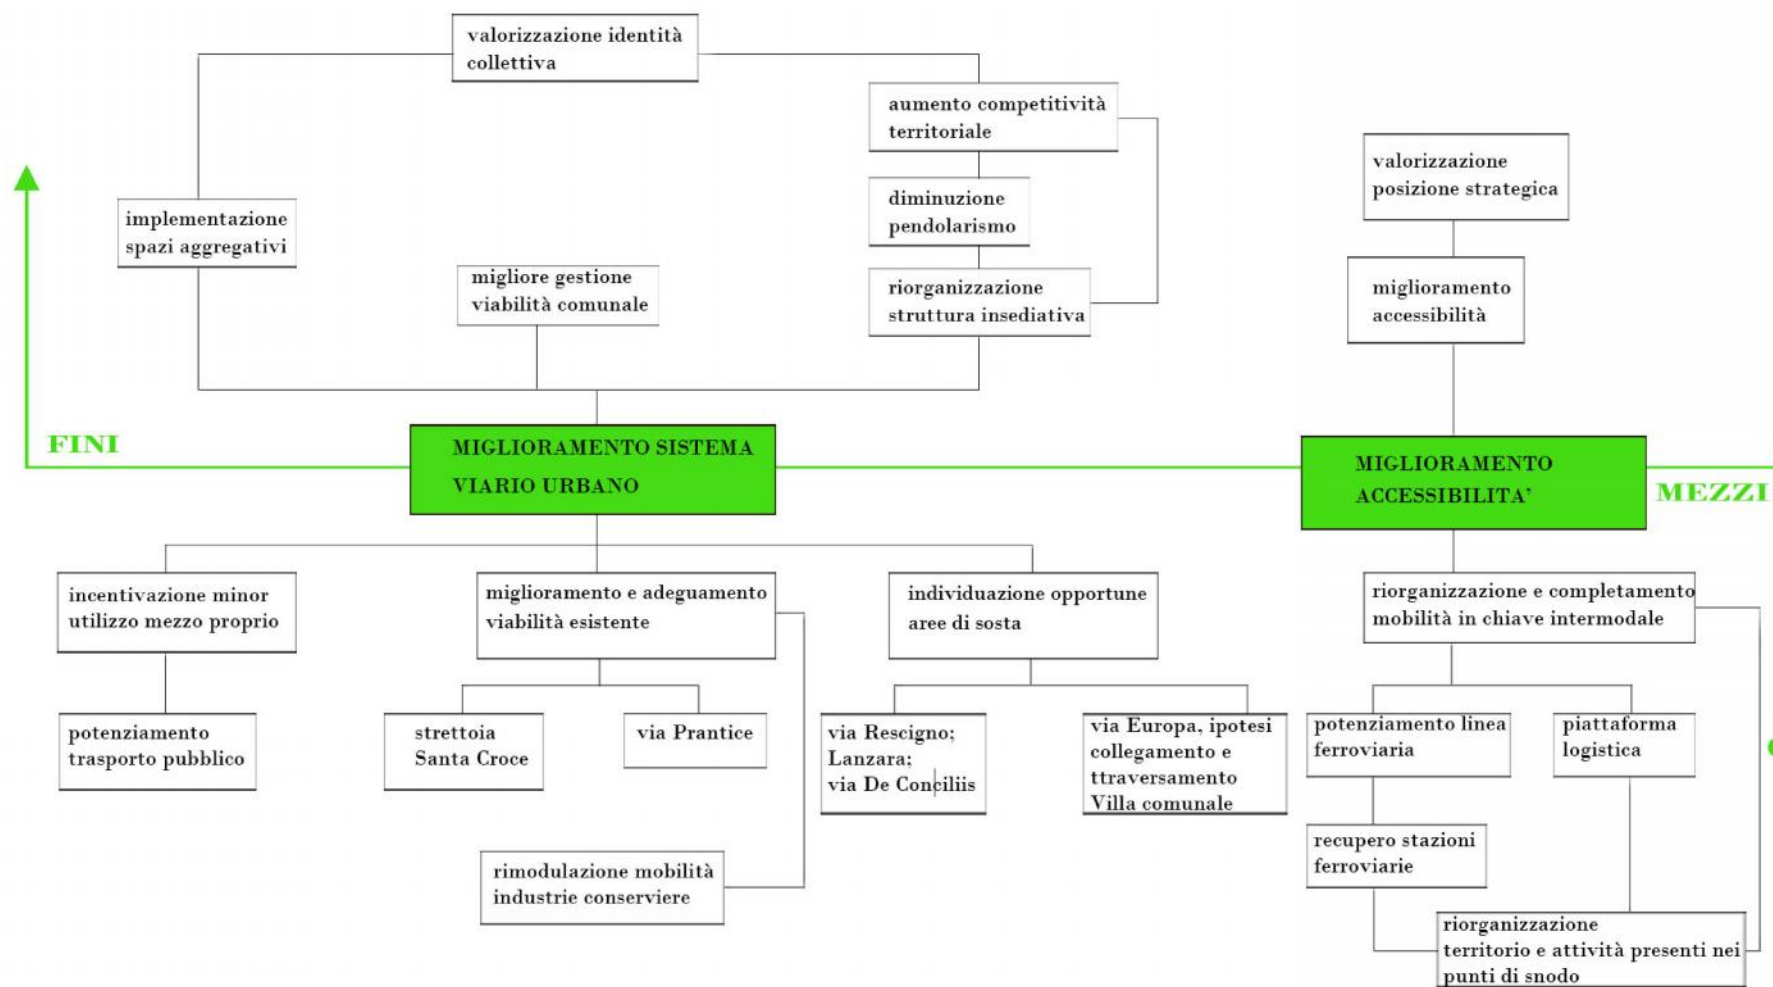 valorizzazione identità
collettiva
aumento competitività
territoriale
valorizzazione
posizione strategica
diminuzione
pendolarismo
implementazione
spazi aggregativi
migliore gestione
viabilità comunale
riorganizzazione
struttura insediativa
miglioramento
accessibilità
FINI
MIGLIORAMENTO SISTEMA
VIARIO URBANO
MIGLIORAMENTO
ACCESSIBILITA’
MEZZI
incentivazione minor
utilizzo mezzo proprio
miglioramento e adeguamento
viabilità esistente
individuazione opportune
aree di sosta
riorganizzazione e completamento
mobilità in chiave intermodale
potenziamento
trasporto pubblico
strettoia
Santa Croce
via Prantice
via Rescigno;
Lanzara;
via De Conciliis
via Europa, ipotesi
collegamento e
ttraversamento
Villa comunale
potenziamento linea
ferroviaria
piattaforma
logistica
recupero stazioni
ferroviarie
rimodulazione mobilità
industrie conserviere
riorganizzazione
territorio e attività presenti nei
punti di snodo